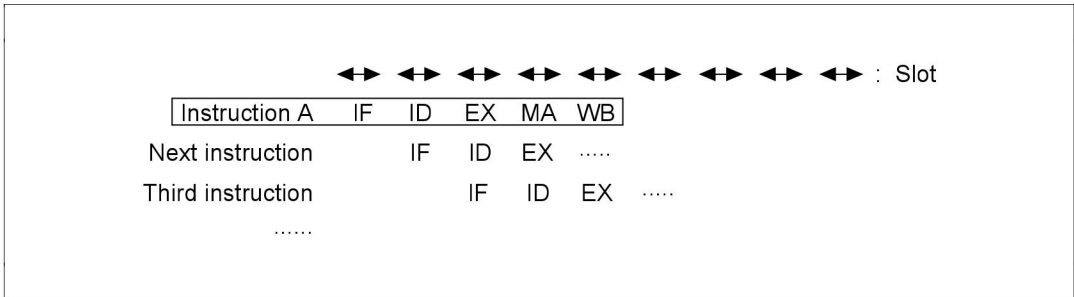 : Slot
Instruction A IF ID EX MA WB
Next instruction IF ID EX .....
Third instruction IF ID EX .....
......